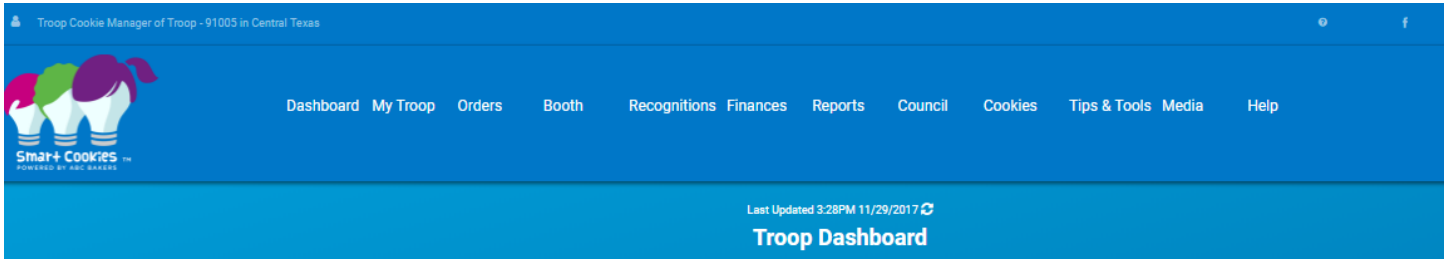 Troop Cookie Manager of Troop - 91005 in Central Texas
Dashboard My Troop Orders Booth Recognitions Finances Reports Council Cookies Tips & Tools Media Help
Smart Cookies TM
POWERED BY ABC BAKERS
Last Updated 3:28PM 11/29/2017
Troop Dashboard